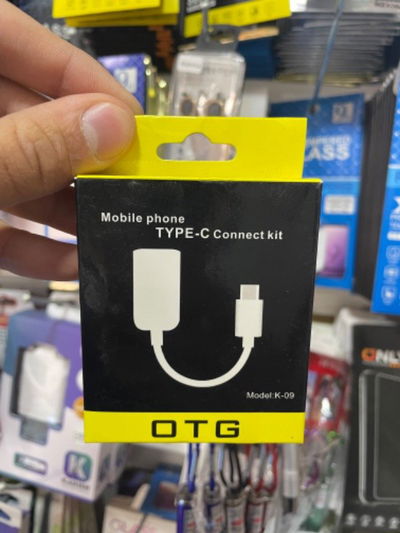 Mobile phone
TYPE-C Connect kit
Model:K-09
OTG